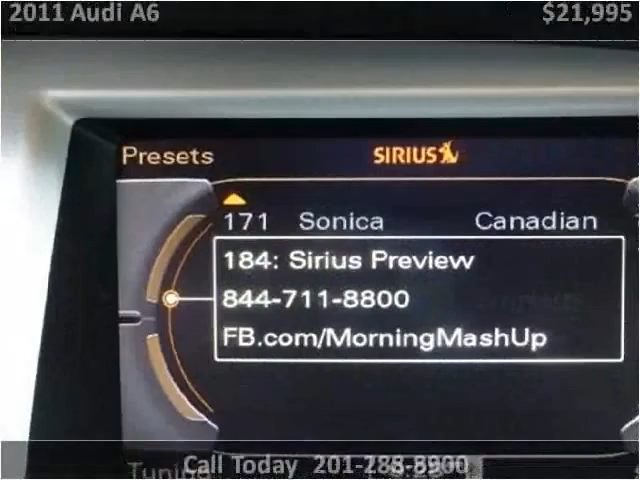 2011 Audi A6 $21,995
Presets SIRIUS
171 Sonica Canadian
184: Sirius Preview
844-711-8800
FB.com/MorningMashUp
Call Today 201-288-8900